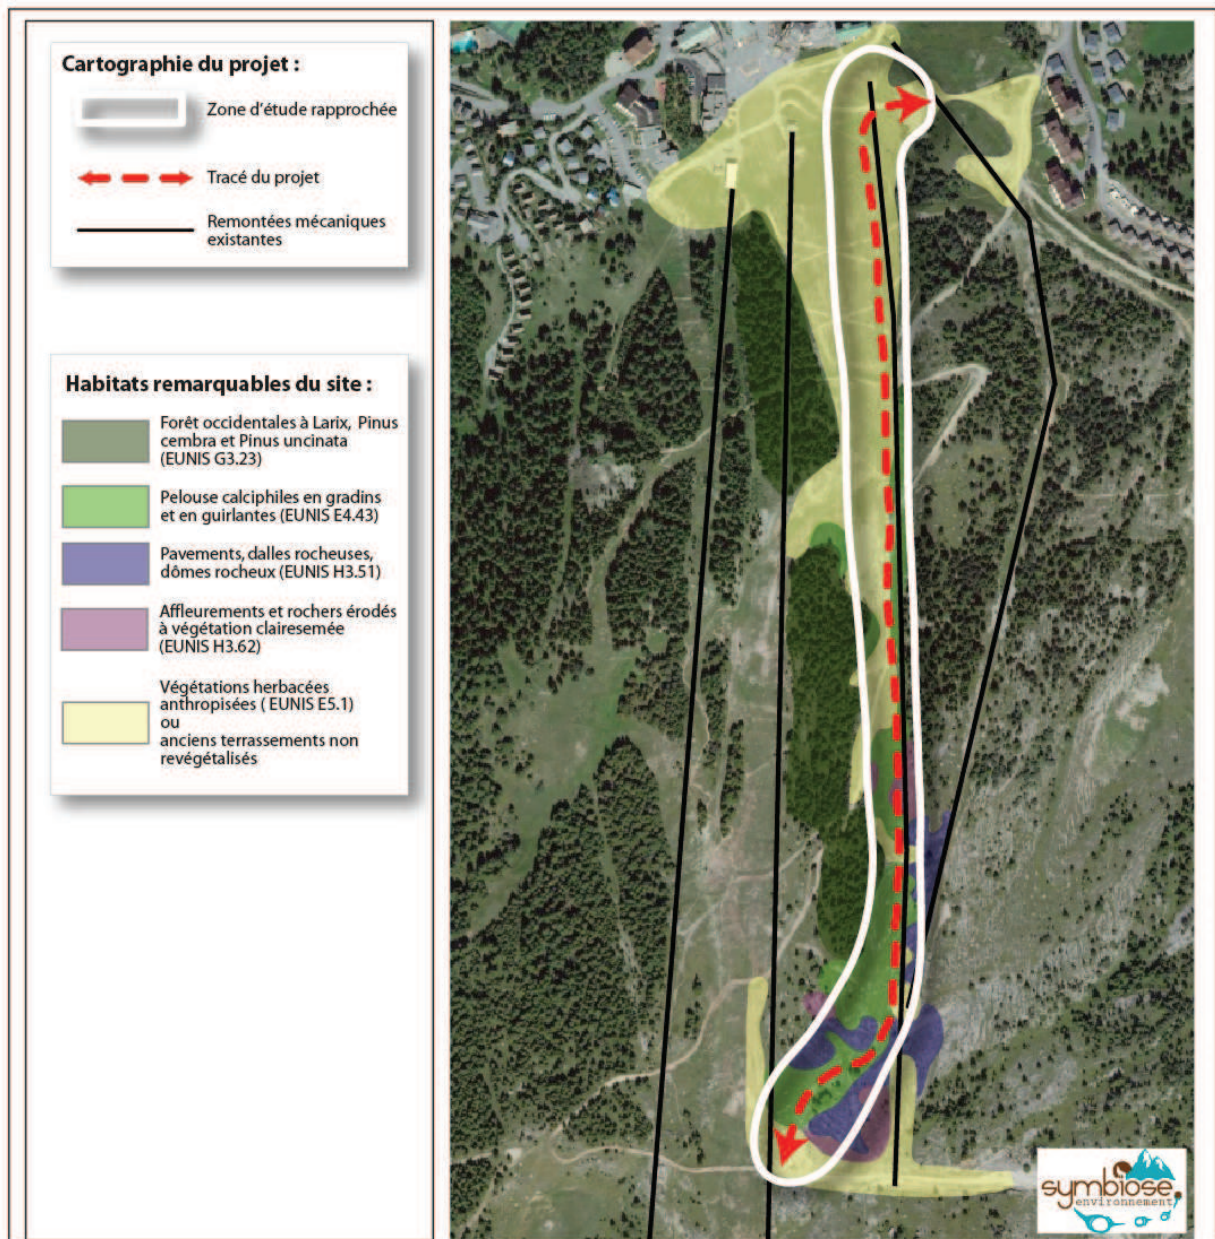 Cartographie du projet :
Zone d'étude rapprochée
Tracé du projet
Remontées mécaniques
existantes
Habitats remarquables du site :
Forêt occidentales à Larix, Pinus
cembra et Pinus uncinata
(EUNIS G3.23)
Pelouse calciphiles en gradins
et en guirlantes (EUNIS E4.43)
Pavements, dalles rocheuses,
dômes rocheux (EUNIS H3.51)
Affleurements et rochers érodés
à végétation clairesemée
(EUNIS H3.62)
Végétations herbacées
anthropisées ( EUNIS E5.1)
ou
anciens terrassements non
revégétalisés
symbiose
environnement